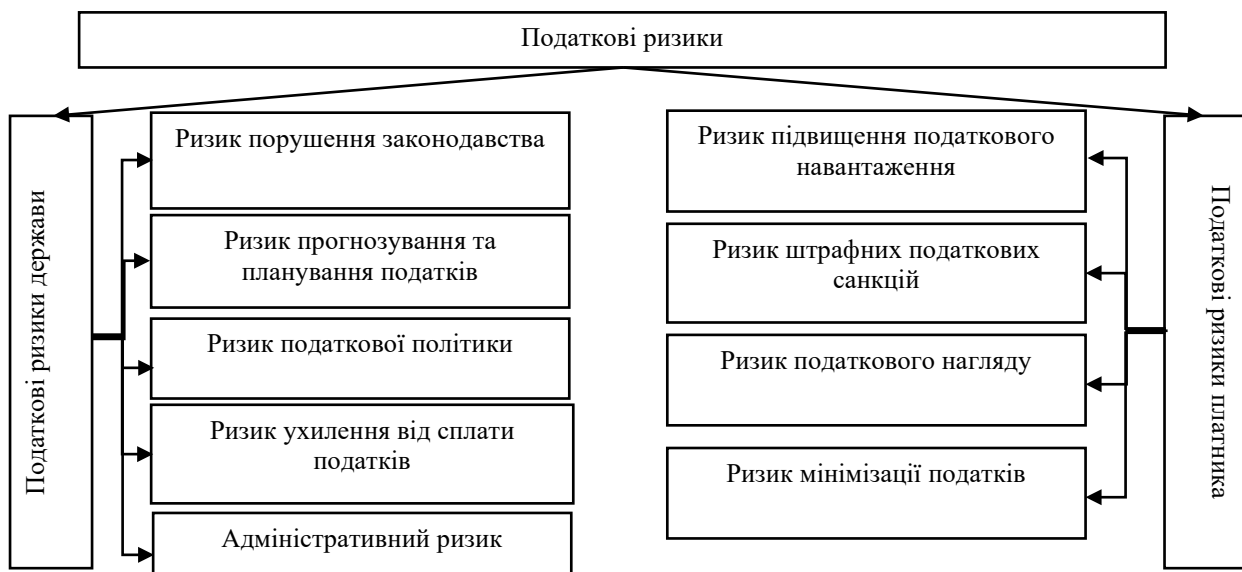 Податкові ризики
Податкові ризики держави
Ризик порушення законодавства
Ризик прогнозування та
планування податків
Ризик податкової політики
Ризик ухилення від сплати
податків
Адміністративний ризик
Ризик підвищення податкового
навантаження
Ризик штрафних податкових
санкцій
Ризик податкового нагляду
Ризик мінімізації податків
Податкові ризики платника